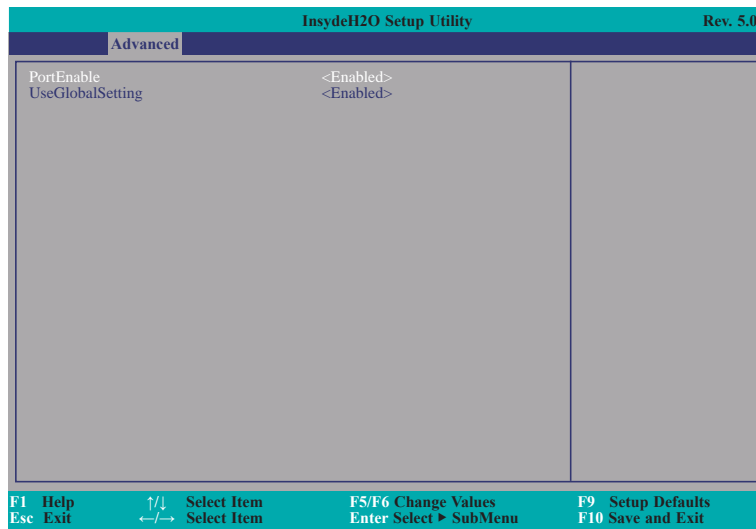 InsydeH2O Setup Utility Rev. 5.0
Advanced
PortEnable <Enabled>
UseGlobalSetting <Enabled>
F1 Help ↑/↓ Select Item F5/F6 Change Values F9 Setup Defaults
Esc Exit ←/→ Select Item Enter Select ▶ SubMenu F10 Save and Exit